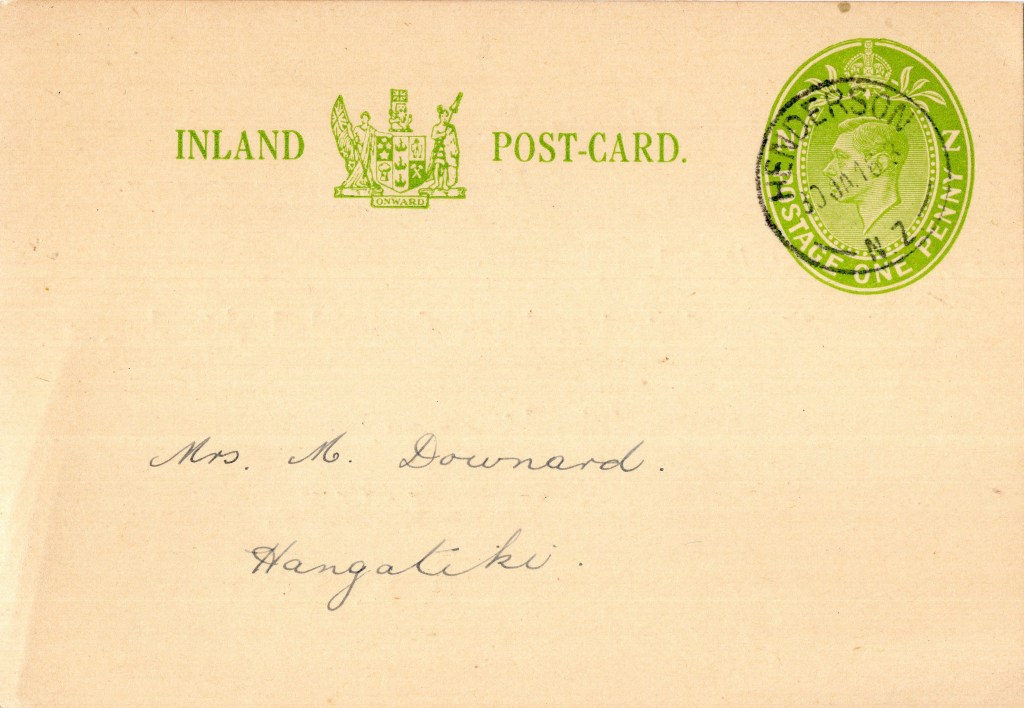 INLAND POST-CARD.
ONWARD
HENDERSON
N Z
N Z
POSTAGE ONE PENNY
Mrs. M. Downard.
Hangatiki.